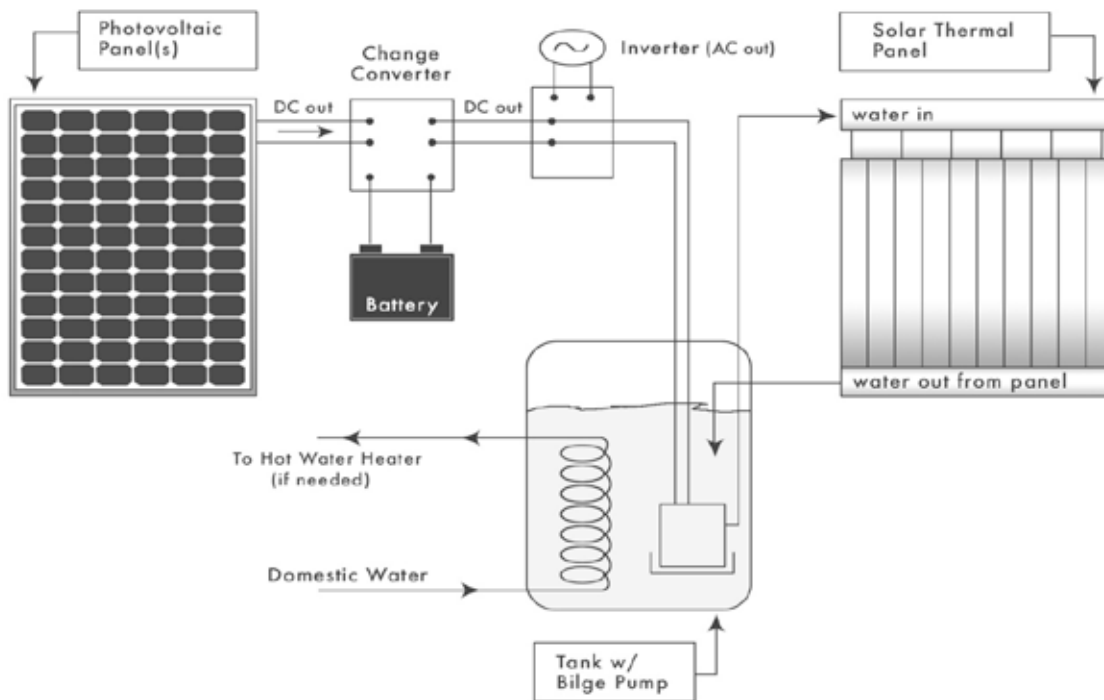 Photovoltaic
Panel(s)
Change
Converter
Inverter (AC out)
Solar Thermal
Panel
DC out
DC out
water in
Battery
water out from panel
To Hot Water Heater
(if needed)
Domestic Water
Tank w/
Bilge Pump